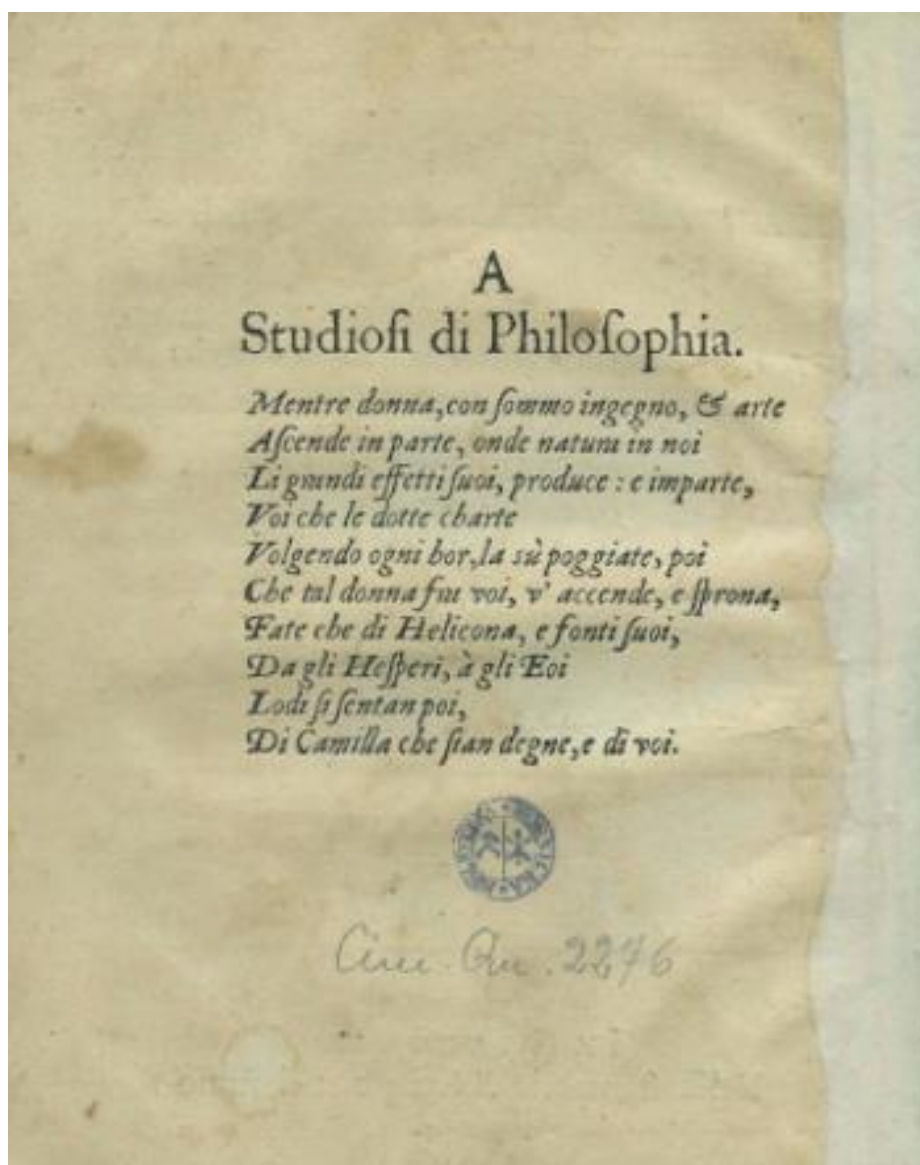 A
Studioſi di Philoſophia.
Mentre donna, con ſommo ingegno, & arte
Aſcende in parte, onde natura in noi
Li grandi effetti ſuoi, produce : e imparte,
Voi che le dotte charte
Volgendo ogni hor, la sù poggiate, poi
Che tal donna fra voi, v' accende, e ſprona,
Fate che di Helicona, e fonti ſuoi,
Da gli Heſperi, à gli Eoi
Lodi ſi ſentan poi,
Di Camilla che ſian degne, e di voi.
Cim. Qu. 2276